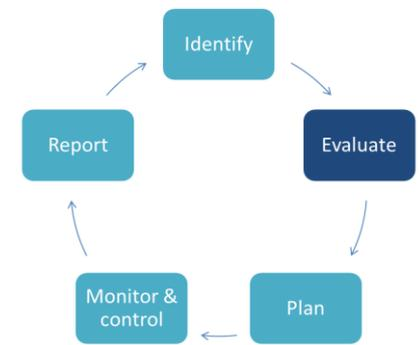 Identify
Evaluate
Plan
Monitor &
control
Report